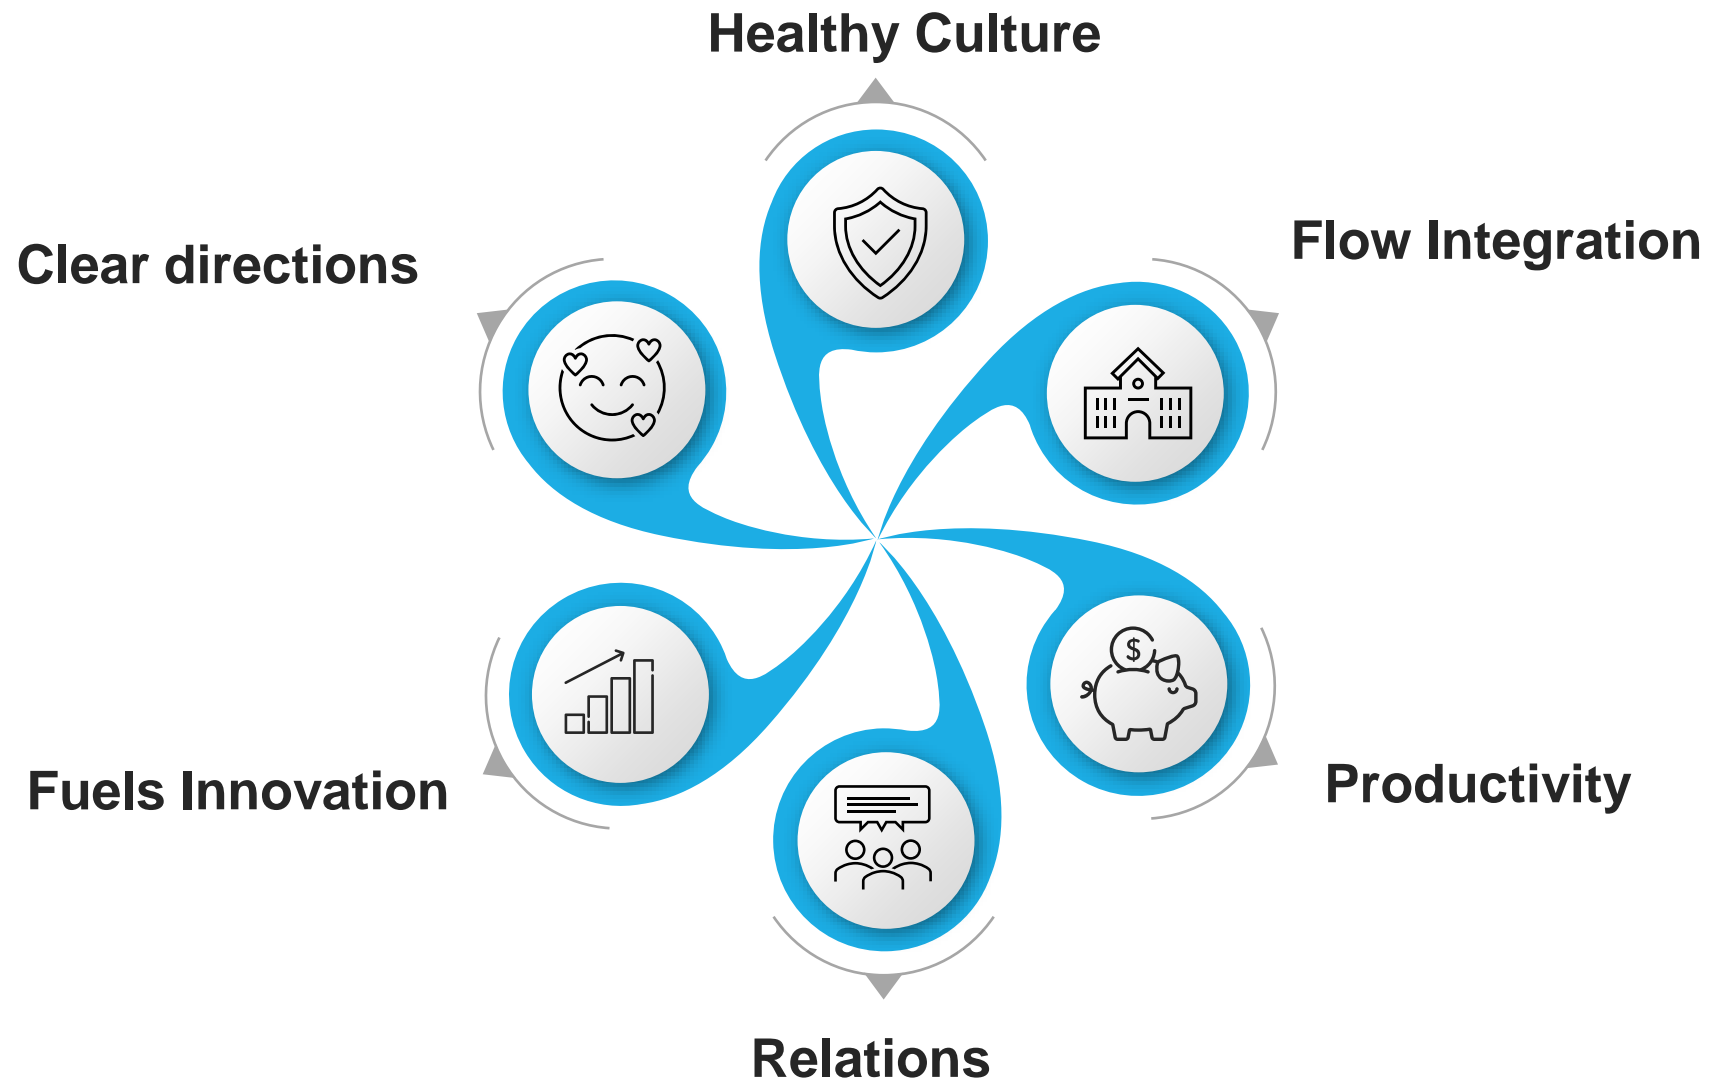 Healthy Culture
Flow Integration
Clear directions
$
Fuels Innovation
Productivity
Relations